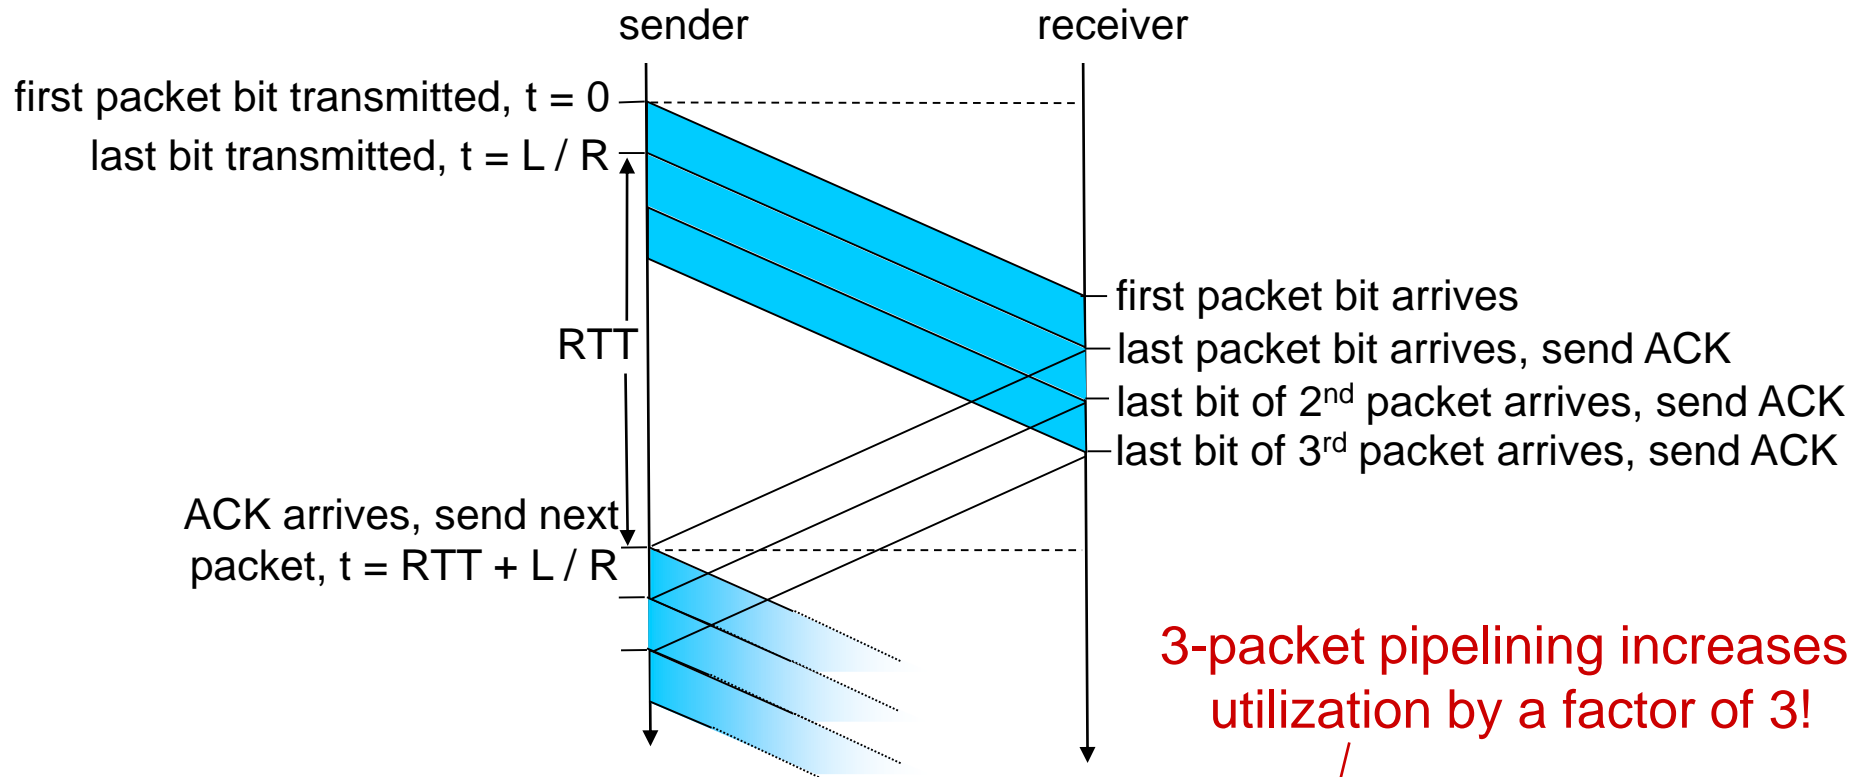 sender
receiver
first packet bit transmitted, t = 0
last bit transmitted, t = L / R
RTT
first packet bit arrives
last packet bit arrives, send ACK
last bit of 2nd packet arrives, send ACK
last bit of 3rd packet arrives, send ACK
ACK arrives, send next
packet, t = RTT + L / R
3-packet pipelining increases
utilization by a factor of 3!